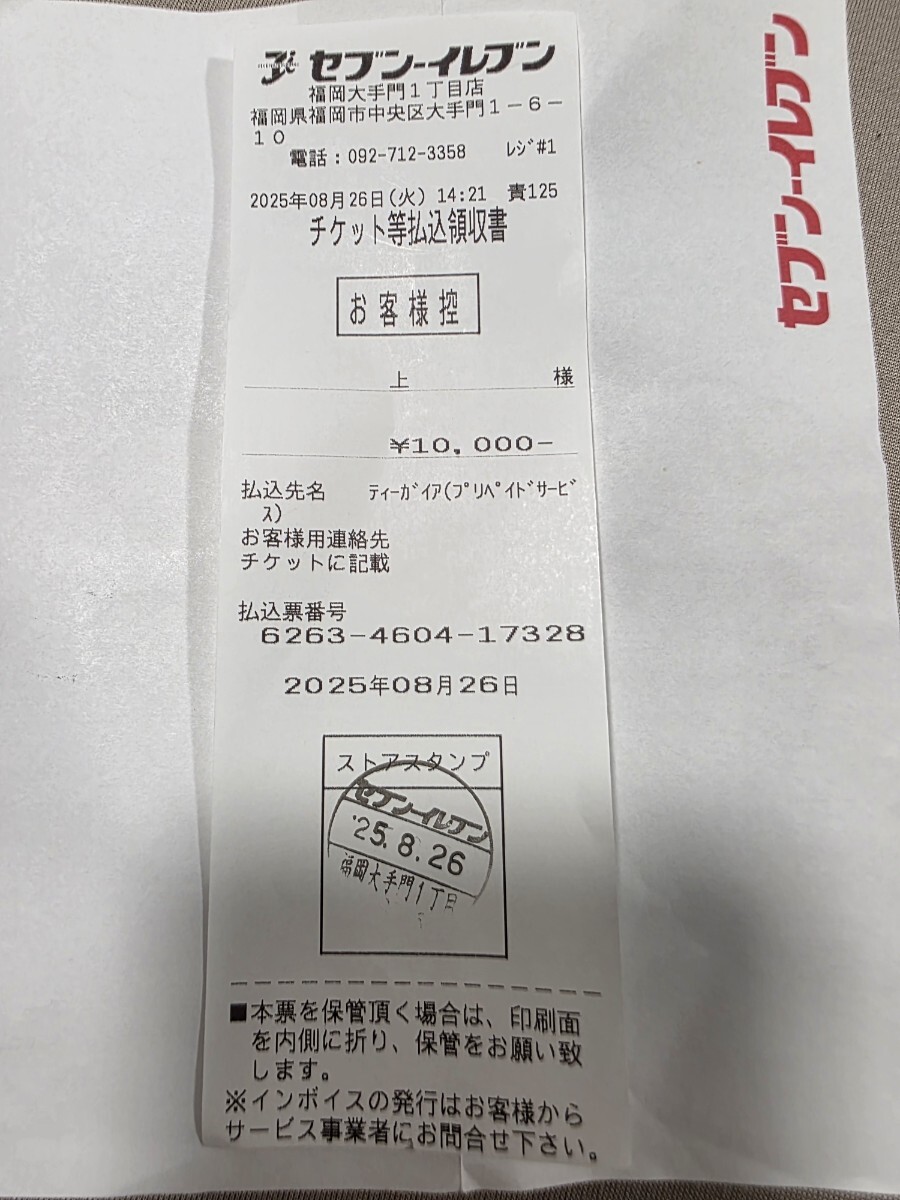 セブン-イレブン
福岡大手門1丁目店
福岡県福岡市中央区大手門1-6-
10
電話:092-712-3358 ﾚｼﾞ#1
2025年08月26日(火) 14:21 責125
チケット等払込領収書
お客様控
上 様
¥10,000-
払込先名 ﾃｨｰｶﾞｲｱ(ﾌﾟﾘﾍﾟｲﾄﾞｻｰﾋﾞ
ｽ)
お客様用連絡先
チケットに記載
払込票番号
6263-4604-17328
2025年08月26日
ストアスタンプ
セブン-イレブン
'25.8.26
福岡大手門1丁目
■本票を保管頂く場合は、印刷面
を内側に折り、保管をお願い致
します。
※インボイスの発行はお客様から
サービス事業者にお問合せ下さい。
セブン-イレブン